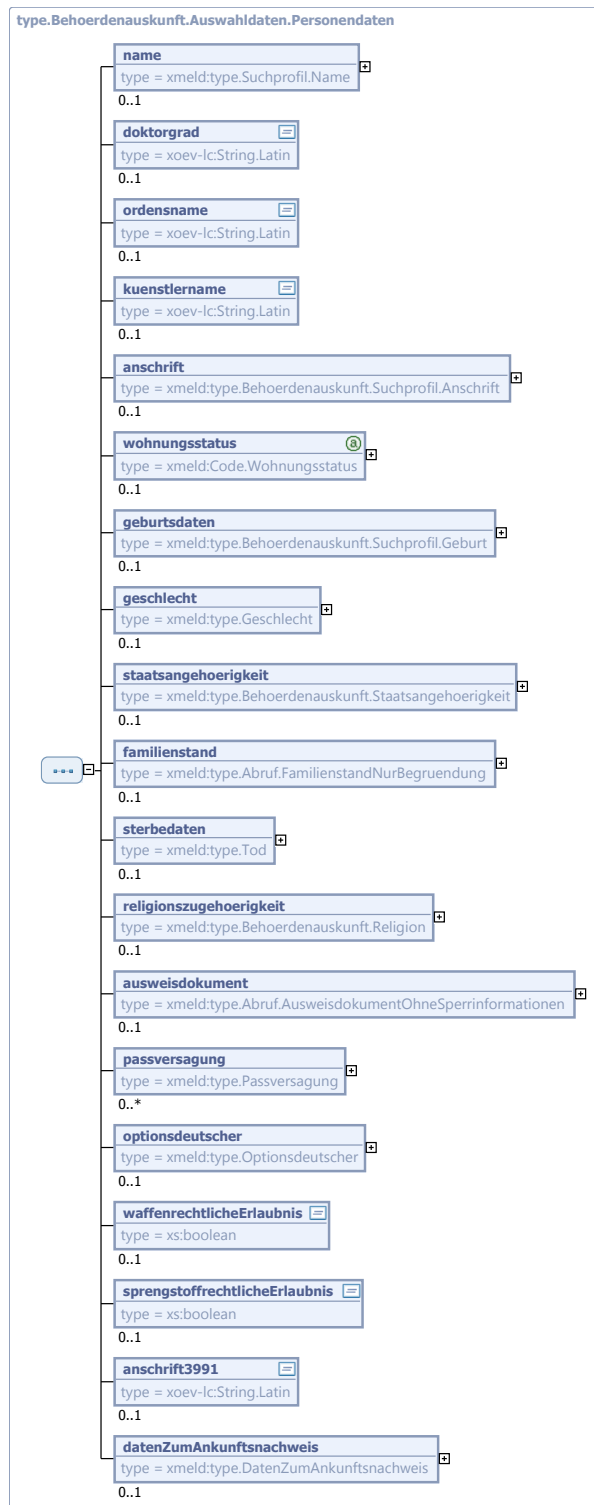 type.Behoerdenauskunft.Auswahldaten.Personendaten
name
type = xmeld:type.Suchprofil.Name
0..1
doktorgrad
type = xoev-lc:String.Latin
0..1
ordensname
type = xoev-lc:String.Latin
0..1
kuenstlername
type = xoev-lc:String.Latin
0..1
anschrift
type = xmeld:type.Behoerdenauskunft.Suchprofil.Anschrift
0..1
wohnungsstatus
a
type = xmeld:Code.Wohnungsstatus
0..1
geburtsdaten
type = xmeld:type.Behoerdenauskunft.Suchprofil.Geburt
0..1
geschlecht
type = xmeld:type.Geschlecht
0..1
staatsangehoerigkeit
type = xmeld:type.Behoerdenauskunft.Staatsangehoerigkeit
0..1
familienstand
type = xmeld:type.Abruf.FamilienstandNurBegruendung
0..1
sterbedaten
type = xmeld:type.Tod
0..1
religionszugehoerigkeit
type = xmeld:type.Behoerdenauskunft.Religion
0..1
ausweisdokument
type = xmeld:type.Abruf.AusweisdokumentOhneSperrinformationen
0..1
passversagung
type = xmeld:type.Passversagung
0..*
optionsdeutscher
type = xmeld:type.Optionsdeutscher
0..1
waffenrechtlicheErlaubnis
type = xs:boolean
0..1
sprengstoffrechtlicheErlaubnis
type = xs:boolean
0..1
anschrift3991
type = xoev-lc:String.Latin
0..1
datenZumAnkunftsnachweis
type = xmeld:type.DatenZumAnkunftsnachweis
0..1